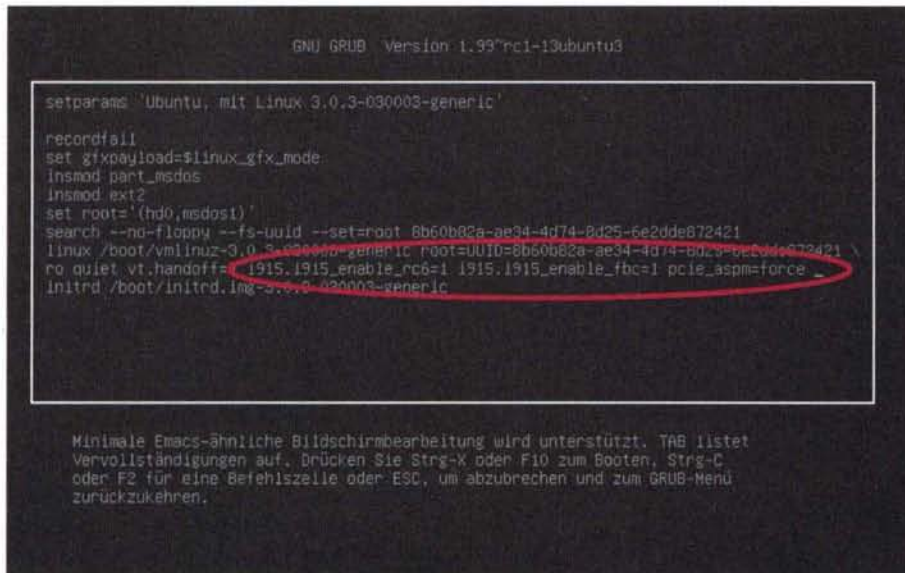 GNU GRUB Version 1.99~rc1-13ubuntu3
setparams 'Ubuntu, mit Linux 3.0.3-030003-generic'
recordfail
set gfxpayload=$linux_gfx_mode
insmod part_msdos
insmod ext2
set root='(hd0,msdos1)'
search --no-floppy --fs-uuid --set=root 8b60b82a-ae34-4d74-8d25-6e2dde872421
linux /boot/vmlinuz-3.0.3-030003-generic root=UUID=8b60b82a-ae34-4d74-8d25-6e2dde872421 \
ro quiet vt.handoff= i915.i915_enable_rc6=1 i915.i915_enable_fbc=1 pcie_aspm=force _
initrd /boot/initrd.img-3.0.3-030003-generic
Minimale Emacs-ähnliche Bildschirmbearbeitung wird unterstützt. TAB listet
Vervollständigungen auf. Drücken Sie Strg-X oder F10 zum Booten, Strg-C
oder F2 für eine Befehlszeile oder ESC, um abzubrechen und zum GRUB-Menü
zurückzukehren.